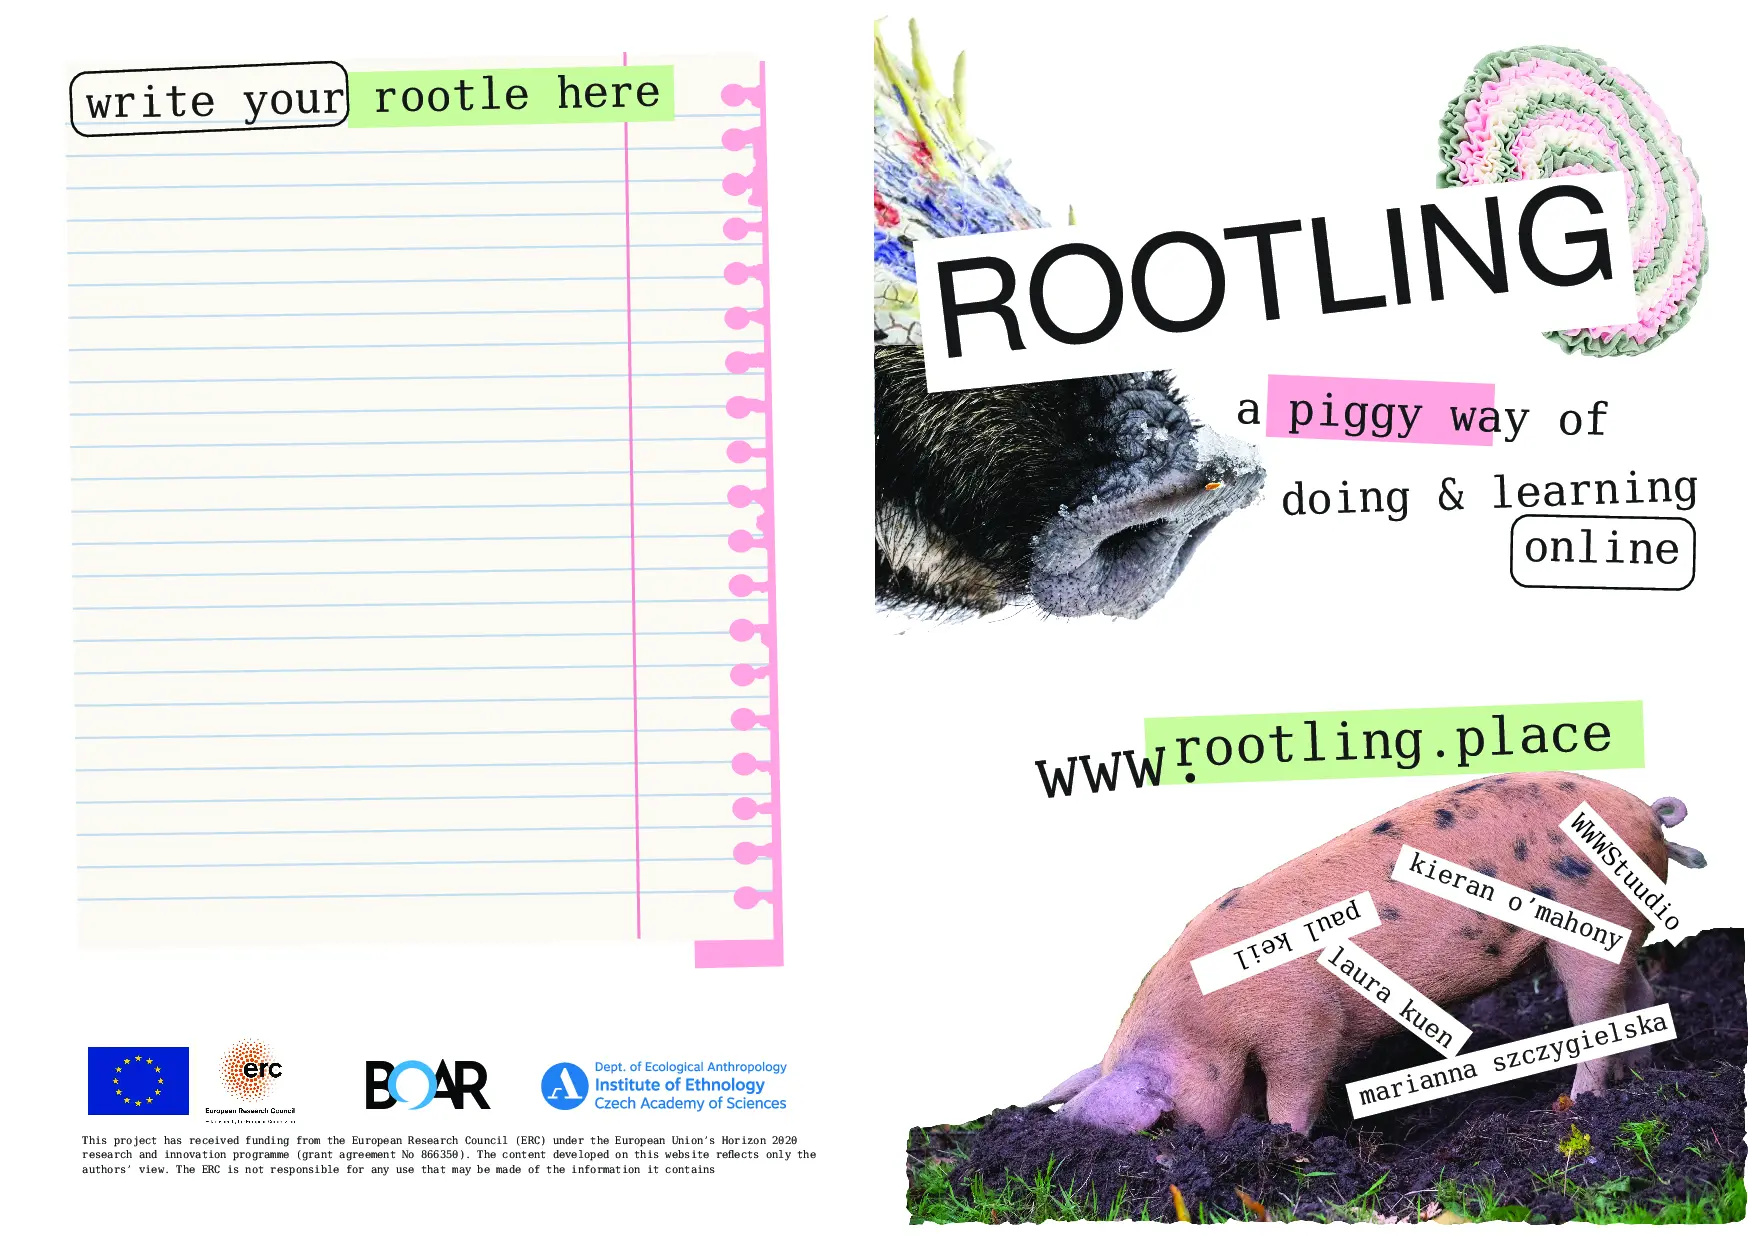 write your rootle here
erc
European Research Council
BOAR
Dept. of Ecological Anthropology
Institute of Ethnology
Czech Academy of Sciences
This project has received funding from the European Research Council (ERC) under the European Union’s Horizon 2020
research and innovation programme (grant agreement No 866350). The content developed on this website reflects only the
authors’ view. The ERC is not responsible for any use that may be made of the information it contains
ROOTLING
a piggy way of
doing & learning
online
www.rootling.place
WWWStuudio
kieran o’mahony
paul keil
laura kuen
marianna szczygielska